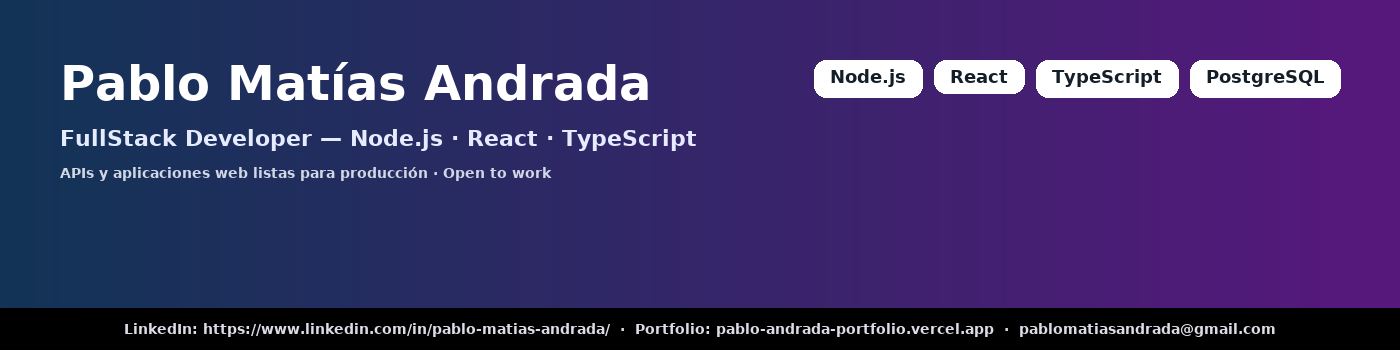 Pablo Matías Andrada
FullStack Developer — Node.js · React · TypeScript
APIs y aplicaciones web listas para producción · Open to work
Node.js
React
TypeScript
PostgreSQL
LinkedIn: https://www.linkedin.com/in/pablo-matias-andrada/ · Portfolio: pablo-andrada-portfolio.vercel.app · pablomatiasandrada@gmail.com